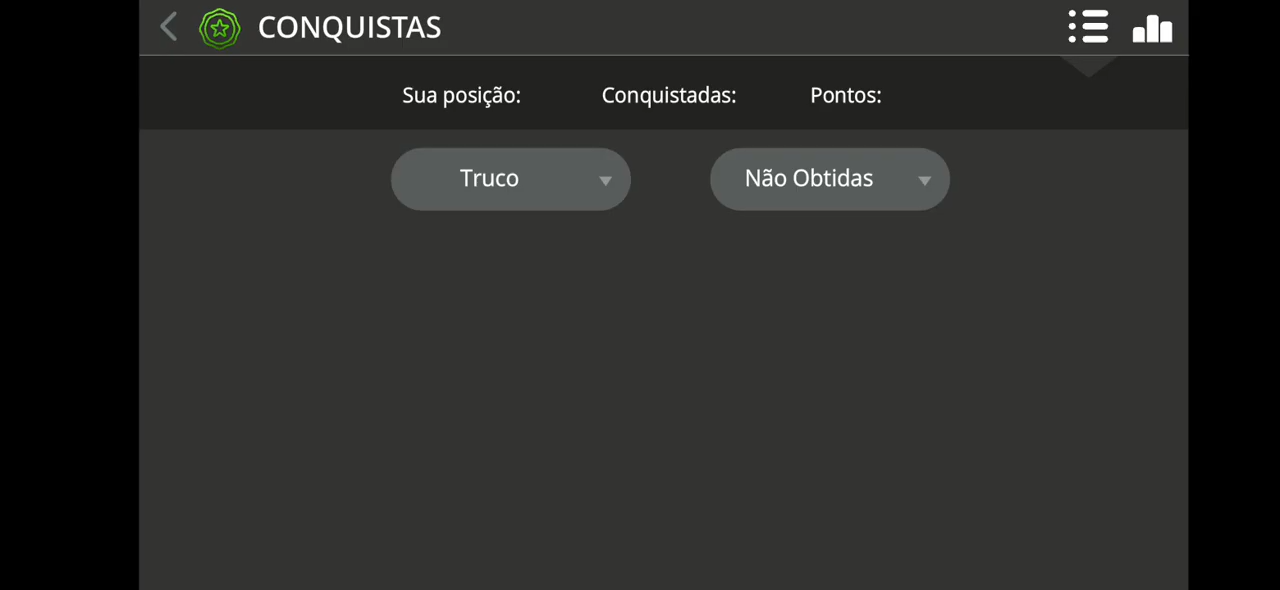 CONQUISTAS
Sua posição: Conquistadas: Pontos:
Truco Não Obtidas